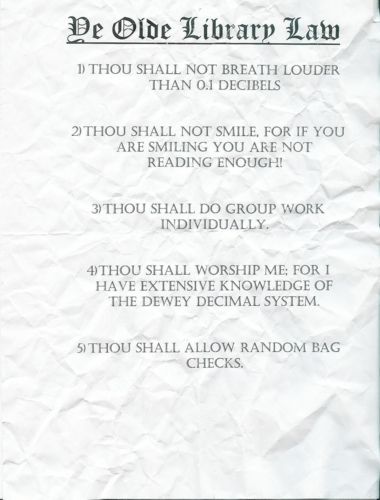 Ye Olde Library Law
1) THOU SHALL NOT BREATH LOUDER
THAN 0.1 DECIBELS
2) THOU SHALL NOT SMILE, FOR IF YOU
ARE SMILING YOU ARE NOT
READING ENOUGH!
3) THOU SHALL DO GROUP WORK
INDIVIDUALLY.
4) THOU SHALL WORSHIP ME; FOR I
HAVE EXTENSIVE KNOWLEDGE OF
THE DEWEY DECIMAL SYSTEM.
5) THOU SHALL ALLOW RANDOM BAG
CHECKS.